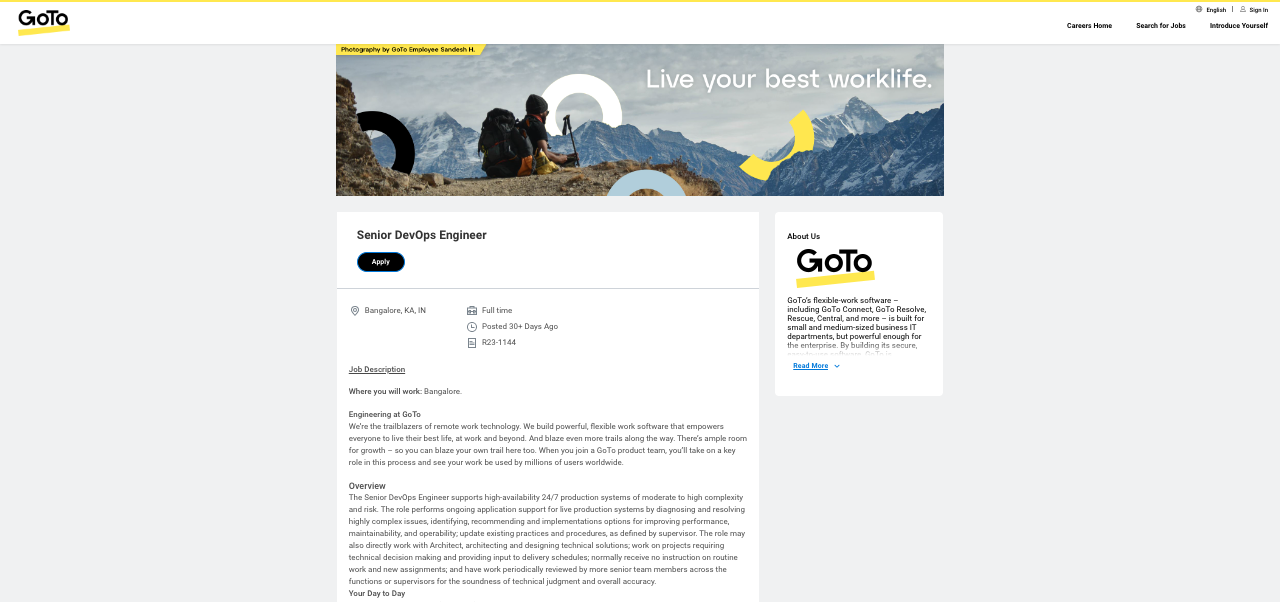 GoTo
English | Sign In
Careers Home Search for Jobs Introduce Yourself
Photography by GoTo Employee Sandesh H.
Live your best worklife.
Senior DevOps Engineer
Apply
Bangalore, KA, IN
Full time
Posted 30+ Days Ago
R23-1144
Job Description
Where you will work: Bangalore.
Engineering at GoTo
We're the trailblazers of remote work technology. We build powerful, flexible work software that empowers
everyone to live their best life, at work and beyond. And blaze even more trails along the way. There's ample room
for growth – so you can blaze your own trail here too. When you join a GoTo product team, you'll take on a key
role in this process and see your work be used by millions of users worldwide.
Overview
The Senior DevOps Engineer supports high-availability 24/7 production systems of moderate to high complexity
and risk. The role performs ongoing application support for live production systems by diagnosing and resolving
highly complex issues, identifying, recommending and implementations options for improving performance,
maintainability, and operability; update existing practices and procedures, as defined by supervisor. The role may
also directly work with Architect, architecting and designing technical solutions; work on projects requiring
technical decision making and providing input to delivery schedules; normally receive no instruction on routine
work and new assignments; and have work periodically reviewed by more senior team members across the
functions or supervisors for the soundness of technical judgment and overall accuracy.
Your Day to Day
About Us
GoTo
GoTo's flexible-work software –
including GoTo Connect, GoTo Resolve,
Rescue, Central, and more – is built for
small and medium-sized business IT
departments, but powerful enough for
the enterprise. By building its secure,
Read More